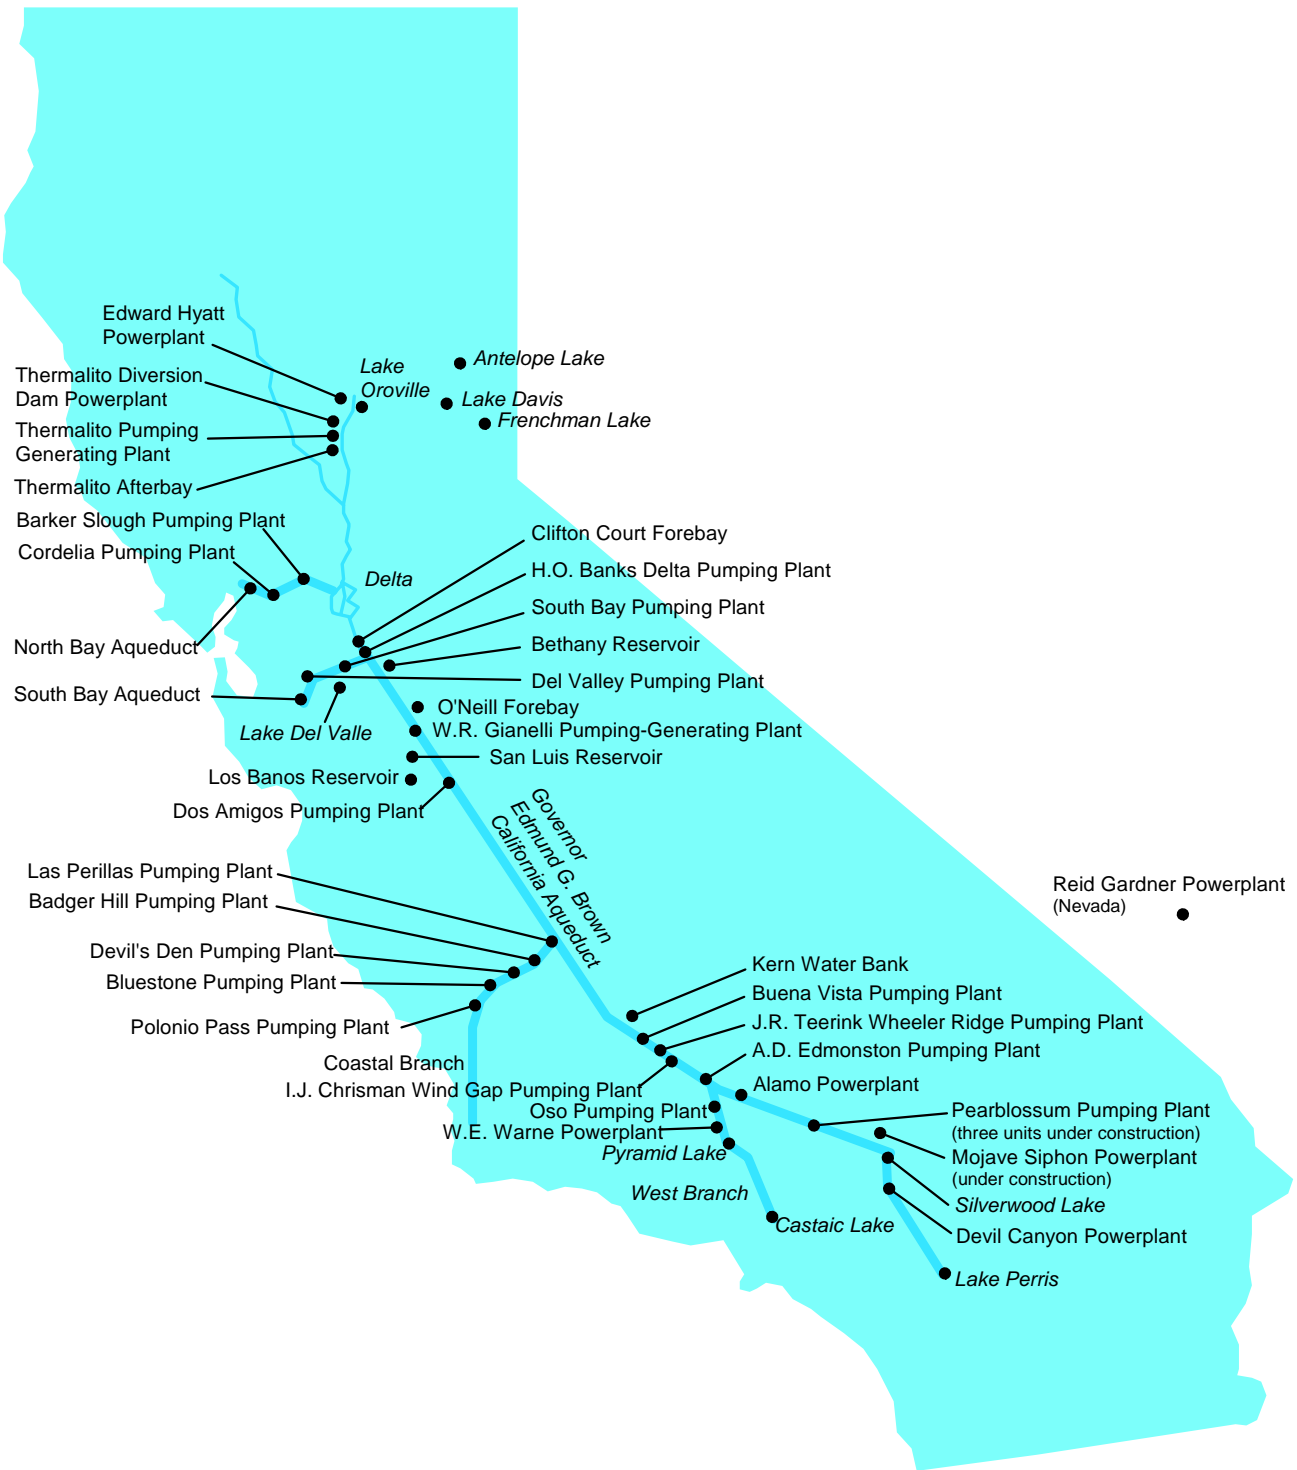 Edward Hyatt
Powerplant
Lake
Oroville
Antelope Lake
Thermalito Diversion
Dam Powerplant
Lake Davis
Frenchman Lake
Thermalito Pumping
Generating Plant
Thermalito Afterbay
Barker Slough Pumping Plant
Cordelia Pumping Plant
Clifton Court Forebay
Delta
H.O. Banks Delta Pumping Plant
South Bay Pumping Plant
North Bay Aqueduct
Bethany Reservoir
Del Valley Pumping Plant
South Bay Aqueduct
O'Neill Forebay
Lake Del Valle
W.R. Gianelli Pumping-Generating Plant
San Luis Reservoir
Los Banos Reservoir
Dos Amigos Pumping Plant
Governor
Edmund G. Brown
California Aqueduct
Las Perillas Pumping Plant
Badger Hill Pumping Plant
Reid Gardner Powerplant
(Nevada)
Devil's Den Pumping Plant
Bluestone Pumping Plant
Kern Water Bank
Buena Vista Pumping Plant
Polonio Pass Pumping Plant
J.R. Teerink Wheeler Ridge Pumping Plant
A.D. Edmonston Pumping Plant
Coastal Branch
I.J. Chrisman Wind Gap Pumping Plant
Alamo Powerplant
Oso Pumping Plant
W.E. Warne Powerplant
Pearblossum Pumping Plant
(three units under construction)
Pyramid Lake
Mojave Siphon Powerplant
(under construction)
West Branch
Silverwood Lake
Castaic Lake
Devil Canyon Powerplant
Lake Perris